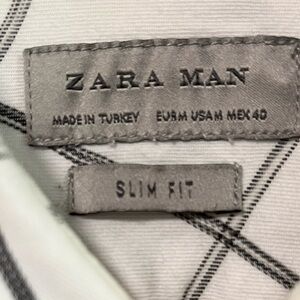 ZARA MAN
MADE IN TURKEY EUR M USA M MEX 40
SLIM FIT